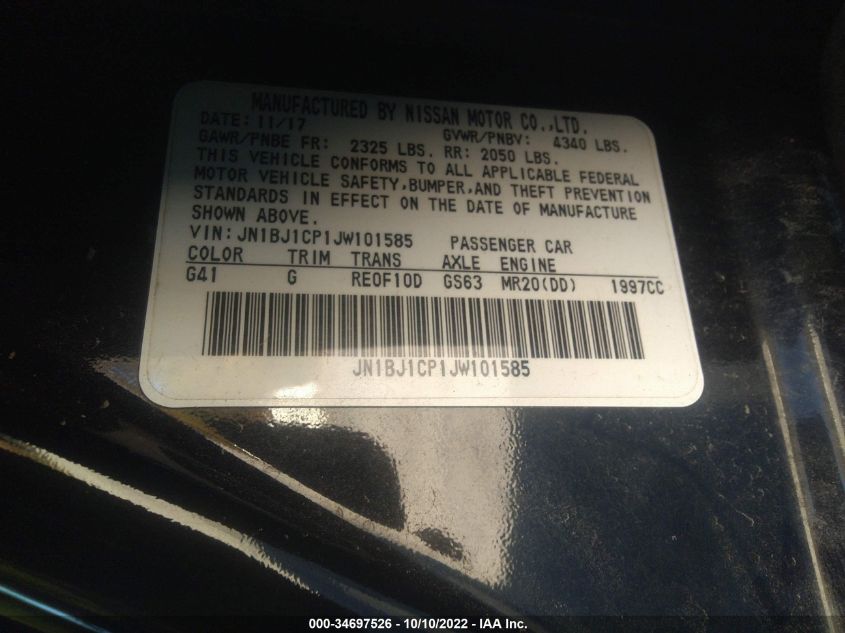 MANUFACTURED BY NISSAN MOTOR CO.,LTD.
DATE: 11/17 GVWR/PNBV: 4340 LBS.
GAWR/PNBE FR: 2325 LBS. RR: 2050 LBS.
THIS VEHICLE CONFORMS TO ALL APPLICABLE FEDERAL
MOTOR VEHICLE SAFETY,BUMPER,AND THEFT PREVENTION
STANDARDS IN EFFECT ON THE DATE OF MANUFACTURE
SHOWN ABOVE.
VIN: JN1BJ1CP1JW101585 PASSENGER CAR
COLOR TRIM TRANS AXLE ENGINE
G41 G RE0F10D GS63 MR20(DD) 1997CC
JN1BJ1CP1JW101585
000-34697526 - 10/10/2022 - IAA Inc.